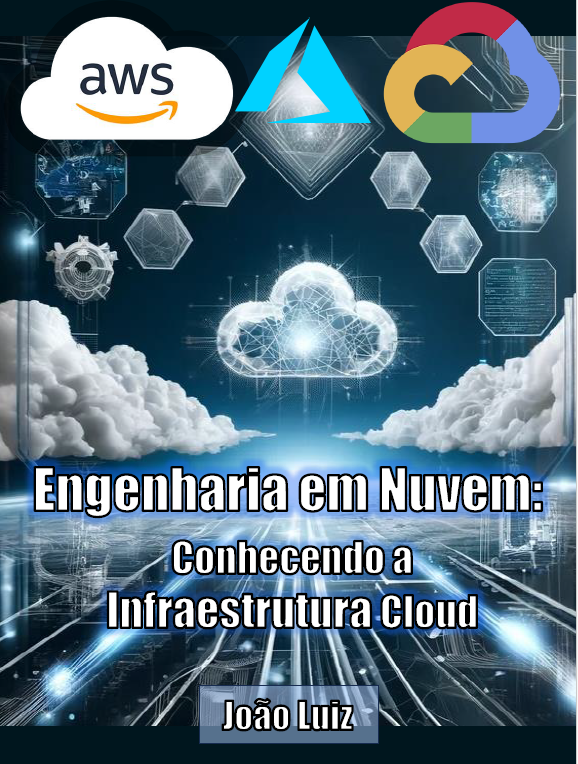 aws
Engenharia em Nuvem:
Conhecendo a
Infraestrutura Cloud
João Luiz